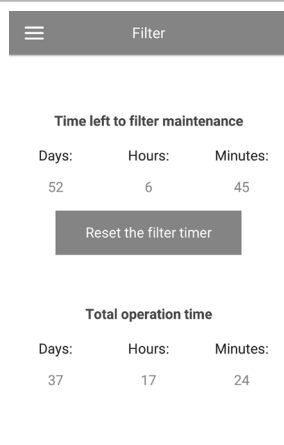 Filter
Time left to filter maintenance
Days: Hours: Minutes:
52 6 45
Reset the filter timer
Total operation time
Days: Hours: Minutes:
37 17 24